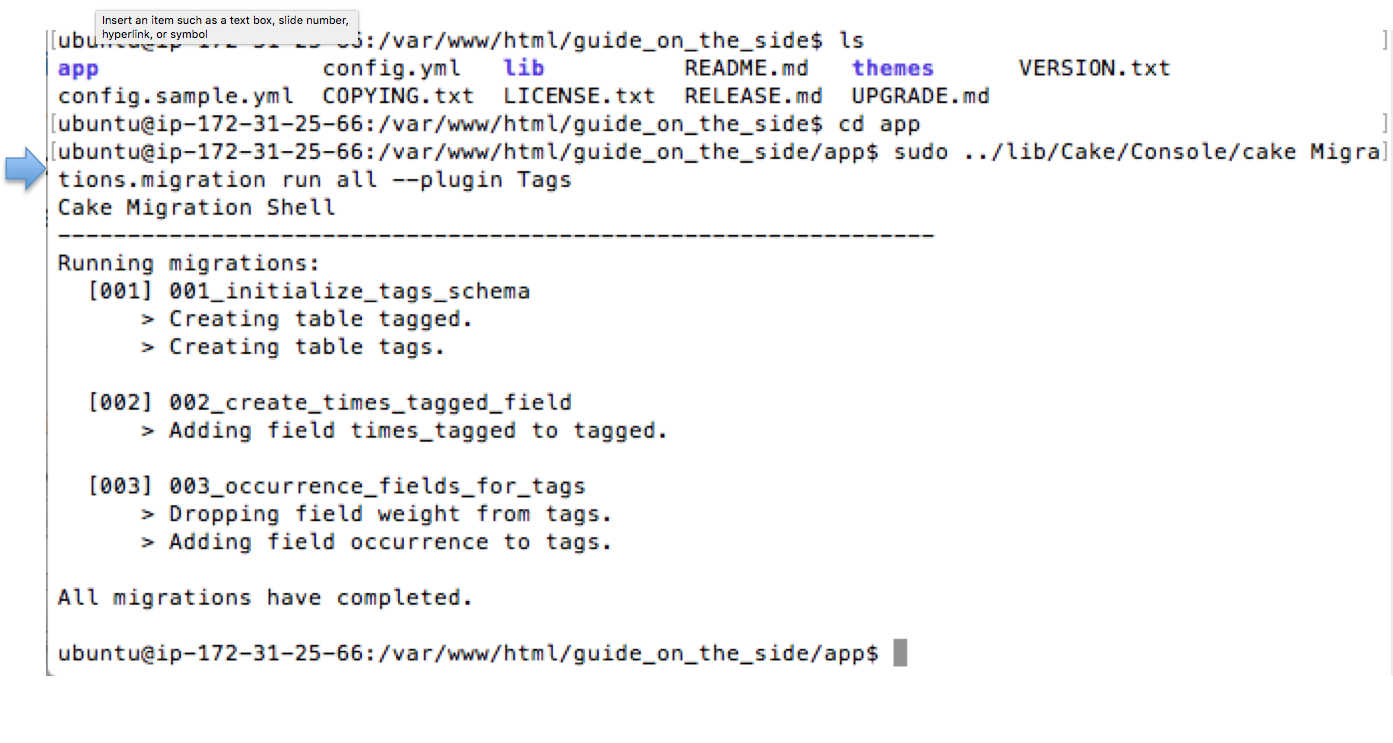 Insert an item such as a text box, slide number,
hyperlink, or symbol
[ubuntu@ip-172-31-25-66:/var/www/html/guide_on_the_side$ ls ]
app config.yml lib README.md themes VERSION.txt
config.sample.yml COPYING.txt LICENSE.txt RELEASE.md UPGRADE.md
[ubuntu@ip-172-31-25-66:/var/www/html/guide_on_the_side$ cd app ]
[ubuntu@ip-172-31-25-66:/var/www/html/guide_on_the_side/app$ sudo ../lib/Cake/Console/cake Migra]
tions.migration run all --plugin Tags
Cake Migration Shell
---------------------------------------------------------------
Running migrations:
[001] 001_initialize_tags_schema
> Creating table tagged.
> Creating table tags.
[002] 002_create_times_tagged_field
> Adding field times_tagged to tagged.
[003] 003_occurrence_fields_for_tags
> Dropping field weight from tags.
> Adding field occurrence to tags.
All migrations have completed.
ubuntu@ip-172-31-25-66:/var/www/html/guide_on_the_side/app$